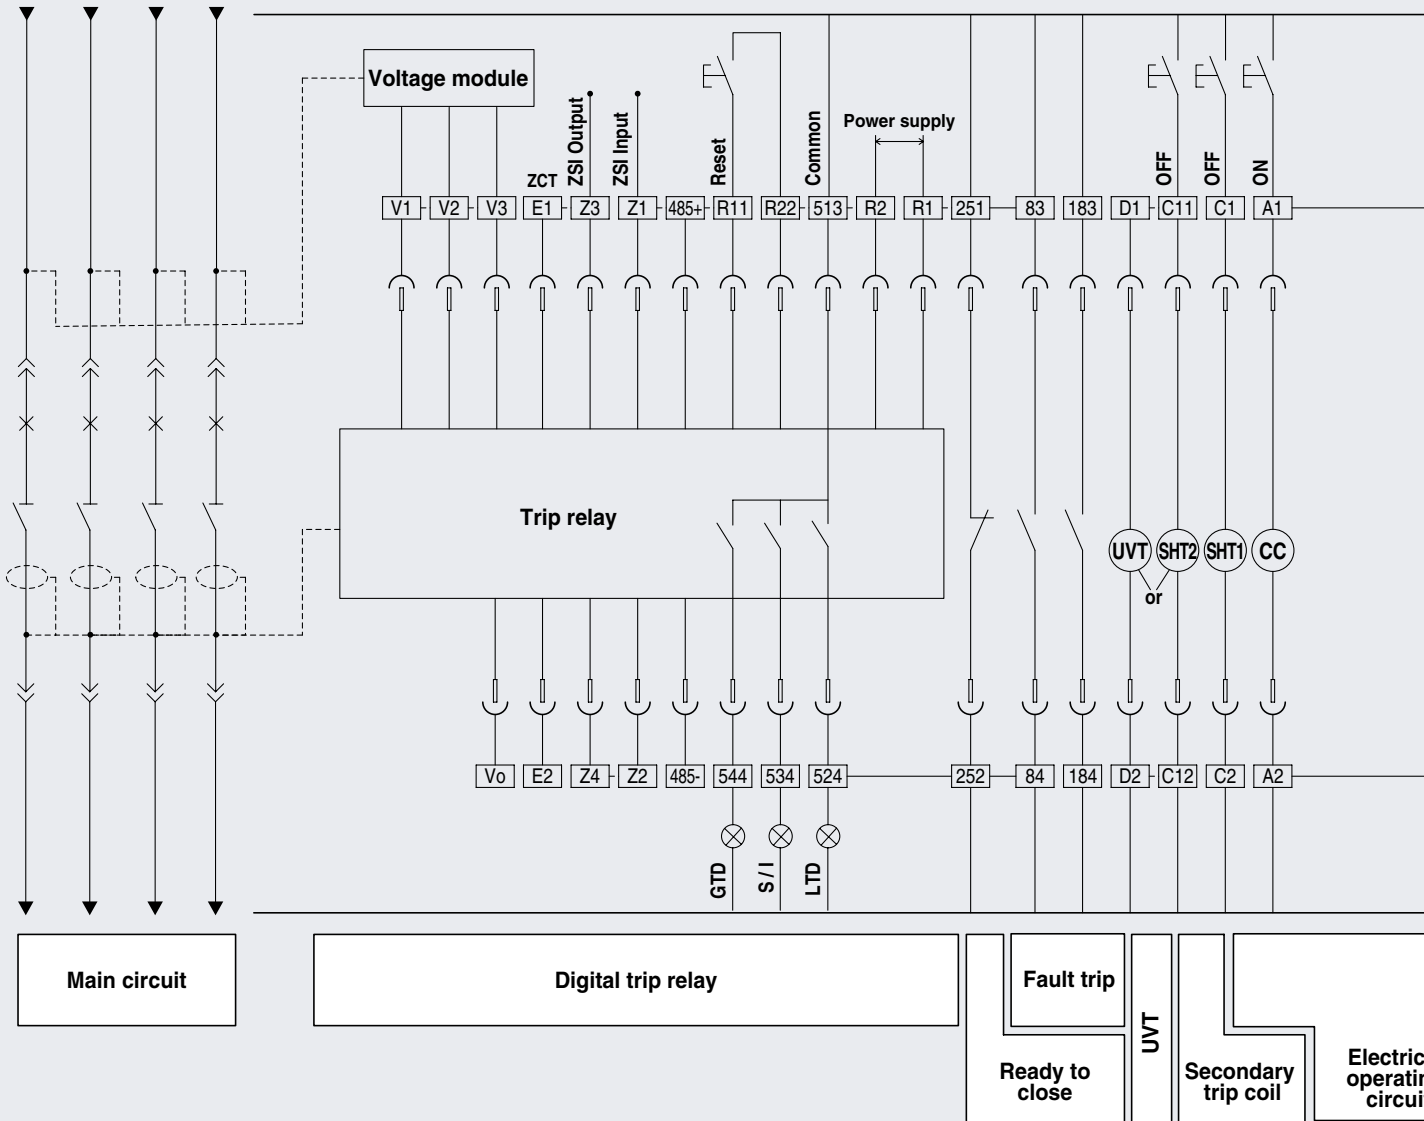 Voltage module
ZSI Output
ZSI Input
Reset
Common
Power supply
OFF
OFF
ON
ZCT
V1
V2
V3
E1
Z3
Z1
485+
R11
R22
513
R2
R1
251
83
183
D1
C11
C1
A1
Trip relay
UVT
SHT2
SHT1
CC
or
Vo
E2
Z4
Z2
485-
544
534
524
252
84
184
D2
C12
C2
A2
GTD
S / I
LTD
Main circuit
Digital trip relay
Fault trip
UVT
Ready to
close
Secondary
trip coil
Electric
operatin
circui